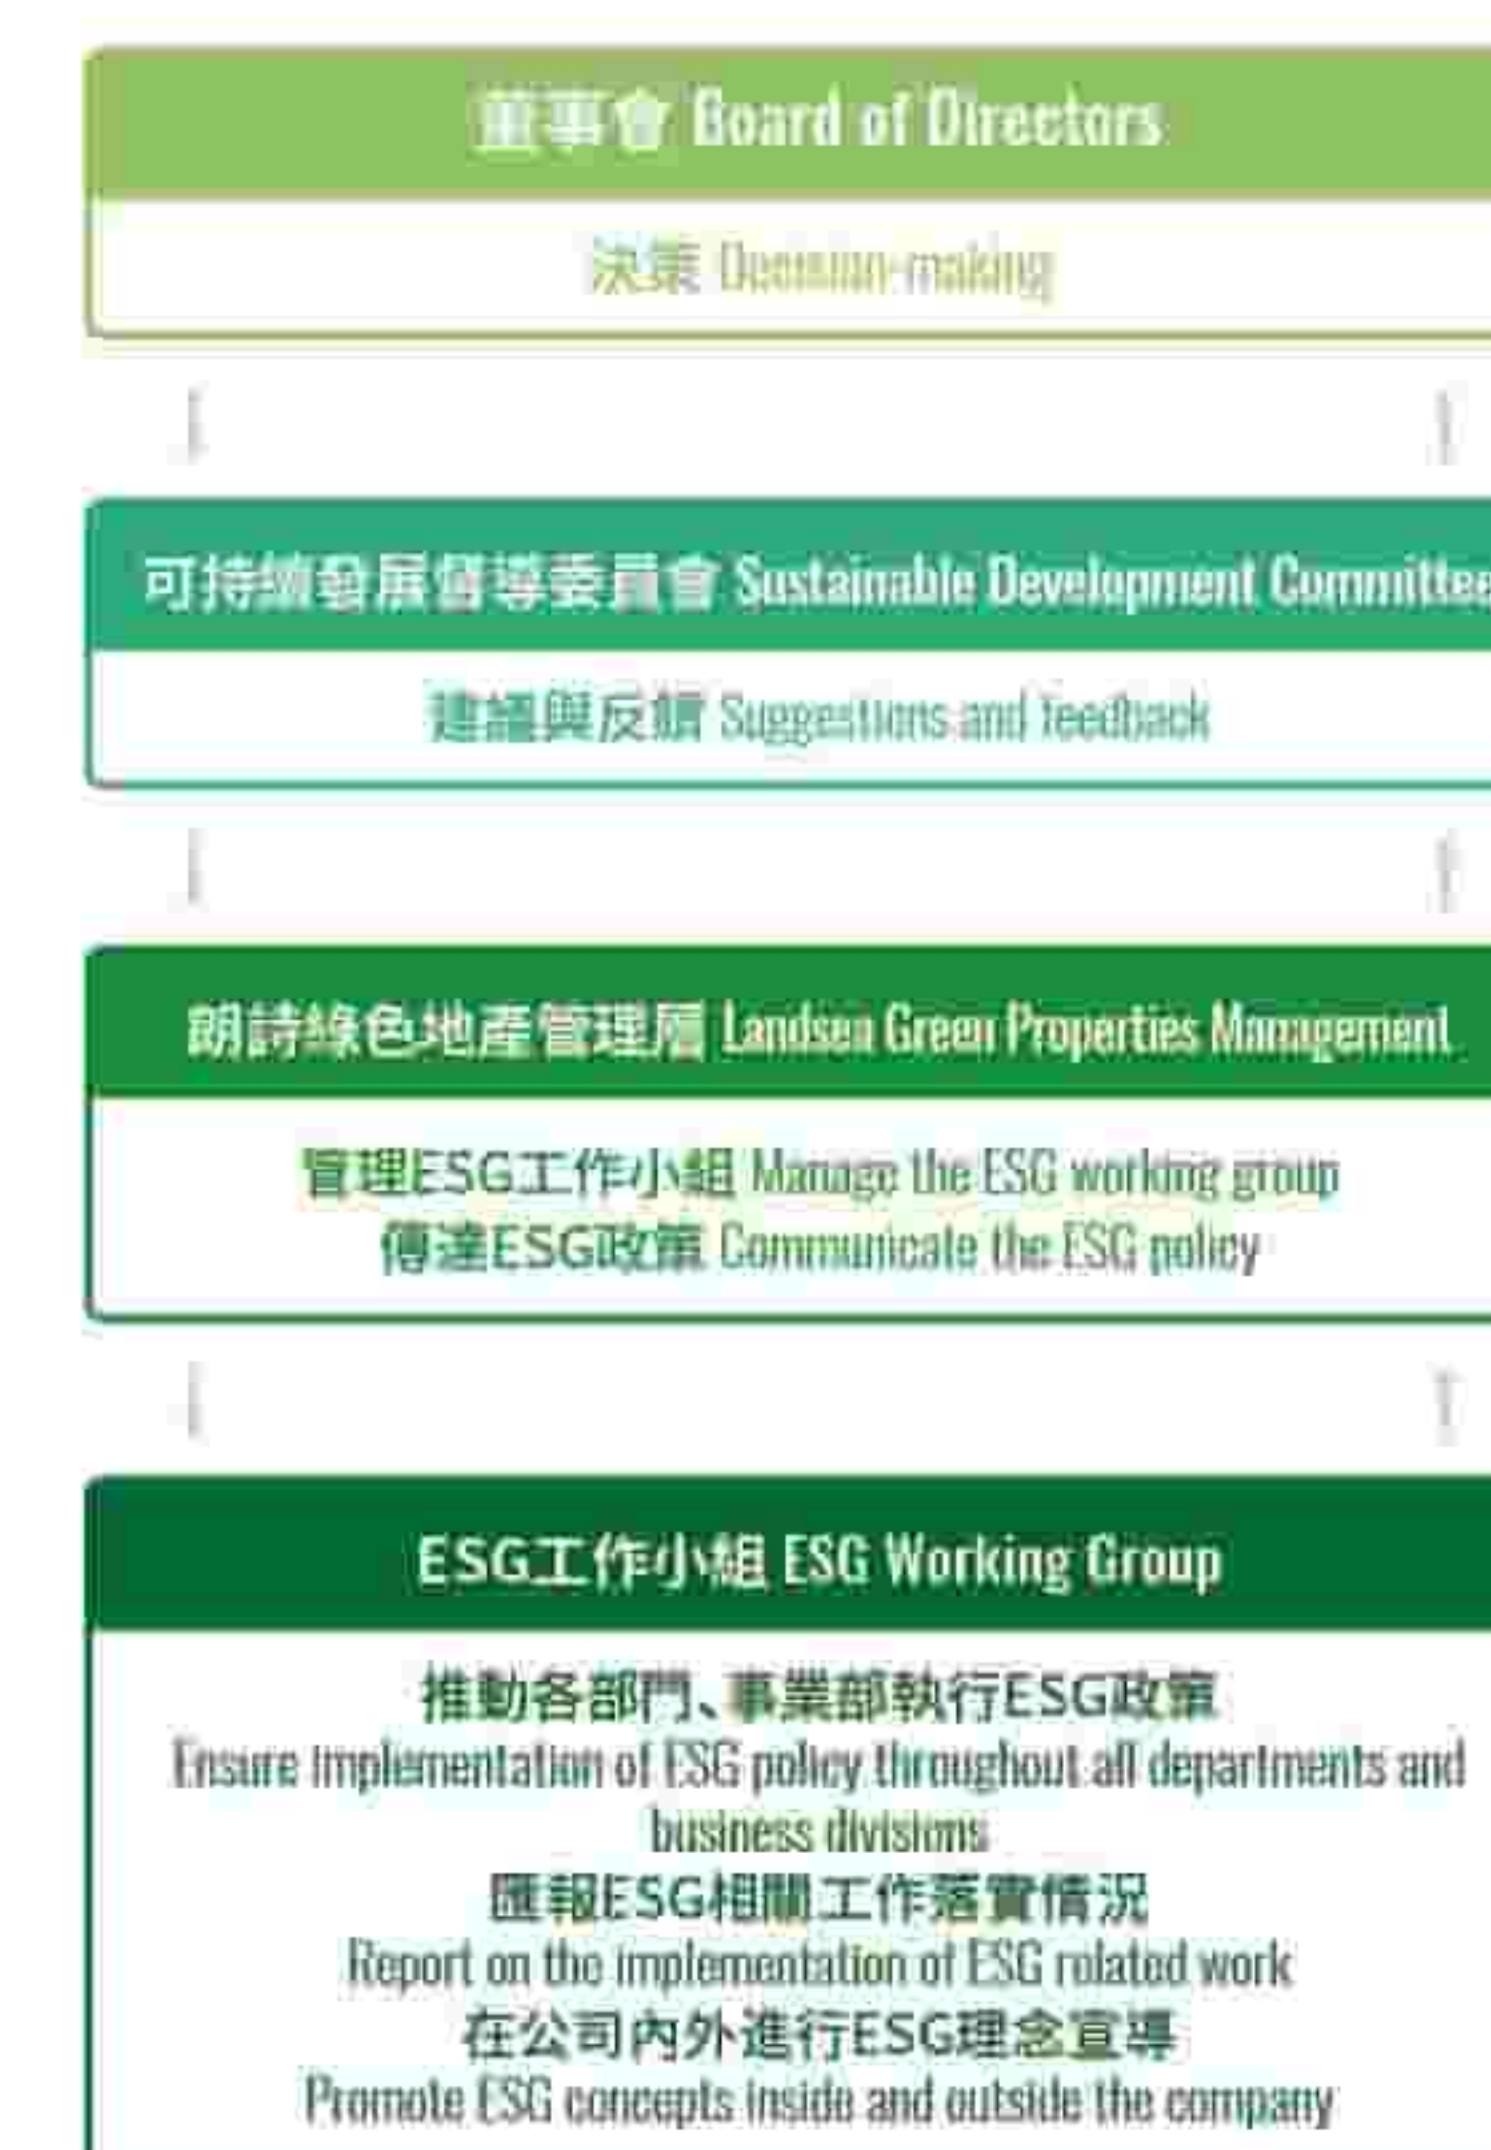 董事會 Board of Directors
決策 Decision-making
可持續發展督導委員會 Sustainable Development Committee
建議與反饋 Suggestions and feedback
朗詩綠色地產管理層 Landsea Green Properties Management
管理ESG工作小組 Manage the ESG working group
傳達ESG政策 Communicate the ESG policy
ESG工作小組 ESG Working Group
推動各部門、事業部執行ESG政策
Ensure implementation of ESG policy throughout all departments and
business divisions
匯報ESG相關工作落實情況
Report on the implementation of ESG related work
在公司內外進行ESG理念宣導
Promote ESG concepts inside and outside the company